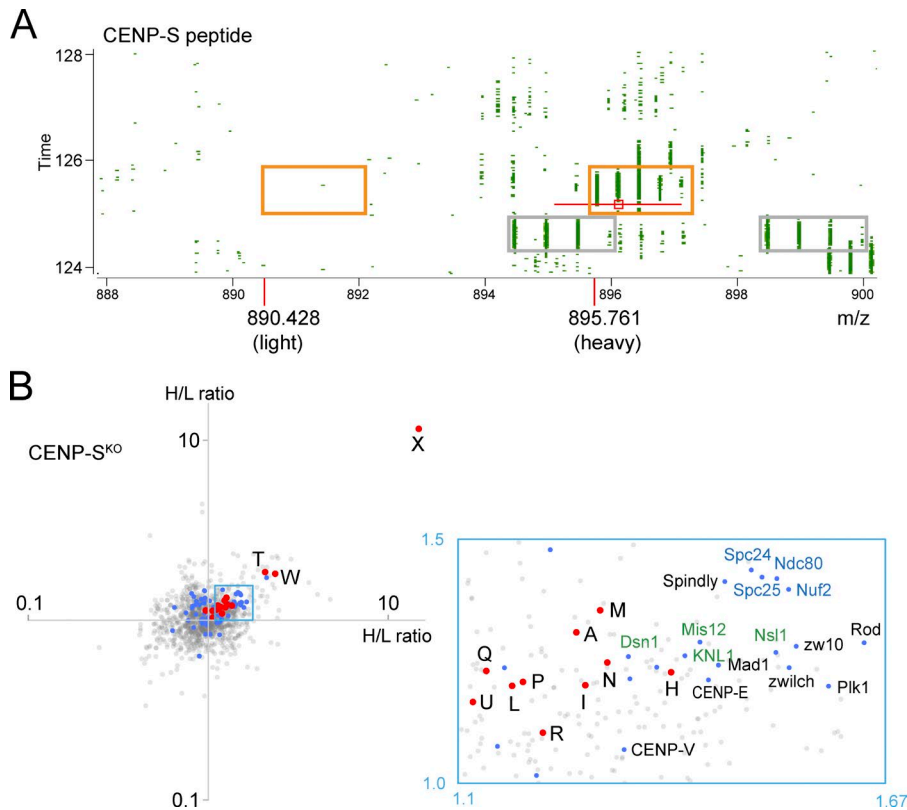 A
CENP-S peptide
128
126
124
Time
888 890 892 894 896 898 900
890.428 895.761 m/z
(light) (heavy)
B
H/L ratio
CENP-S^KO
10
X
T
W
0.1 10
H/L ratio
0.1
1.5
Spc24
Ndc80
Spindly
Spc25
Nuf2
M
A
Dsn1
Mis12
Nsl1
Rod
zw10
KNL1
Mad1
Q
P
N
H
zwilch
U
L
I
CENP-E
Plk1
R
CENP-V
1.0
1.1 1.67